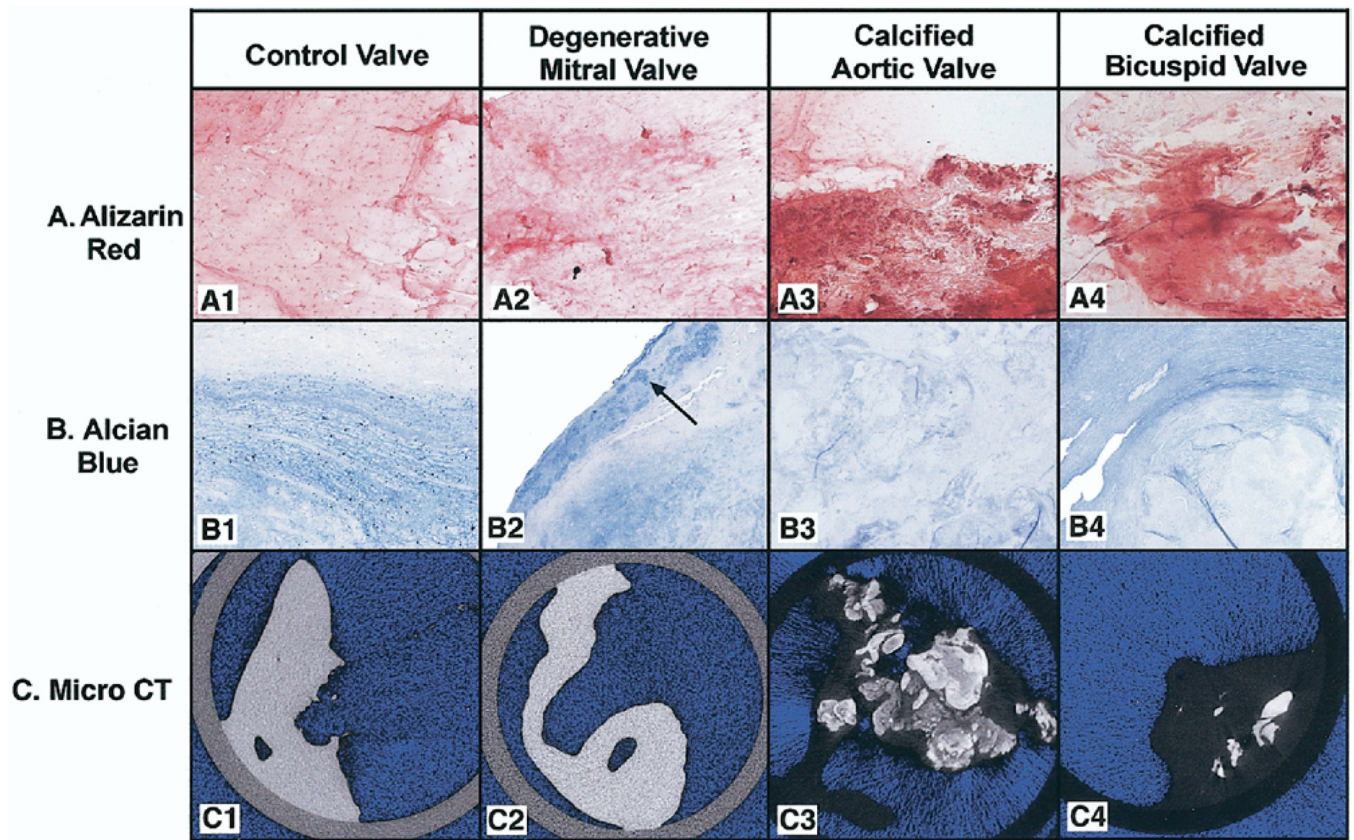 Control Valve
Degenerative
Mitral Valve
Calcified
Aortic Valve
Calcified
Bicuspid Valve
A. Alizarin
Red
A1
A2
A3
A4
B. Alcian
Blue
B1
B2
B3
B4
C. Micro CT
C1
C2
C3
C4